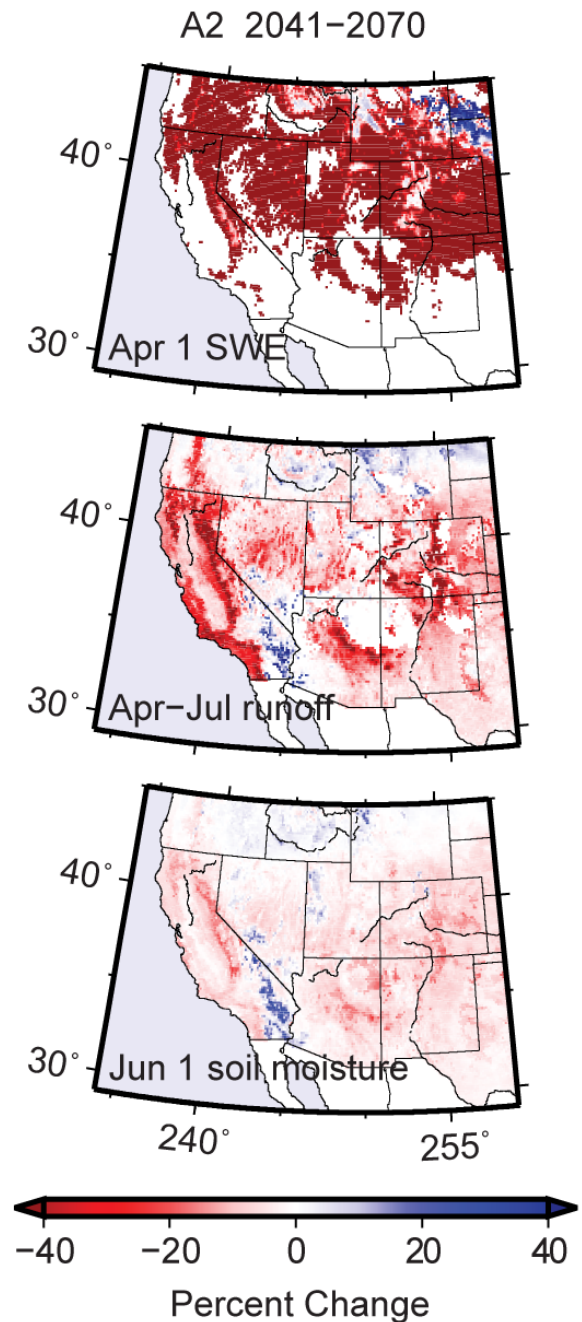 A2 2041−2070
40°
30°
Apr 1 SWE
40°
30°
Apr−Jul runoff
40°
30°
Jun 1 soil moisture
240° 255°
−40 −20 0 20 40
Percent Change